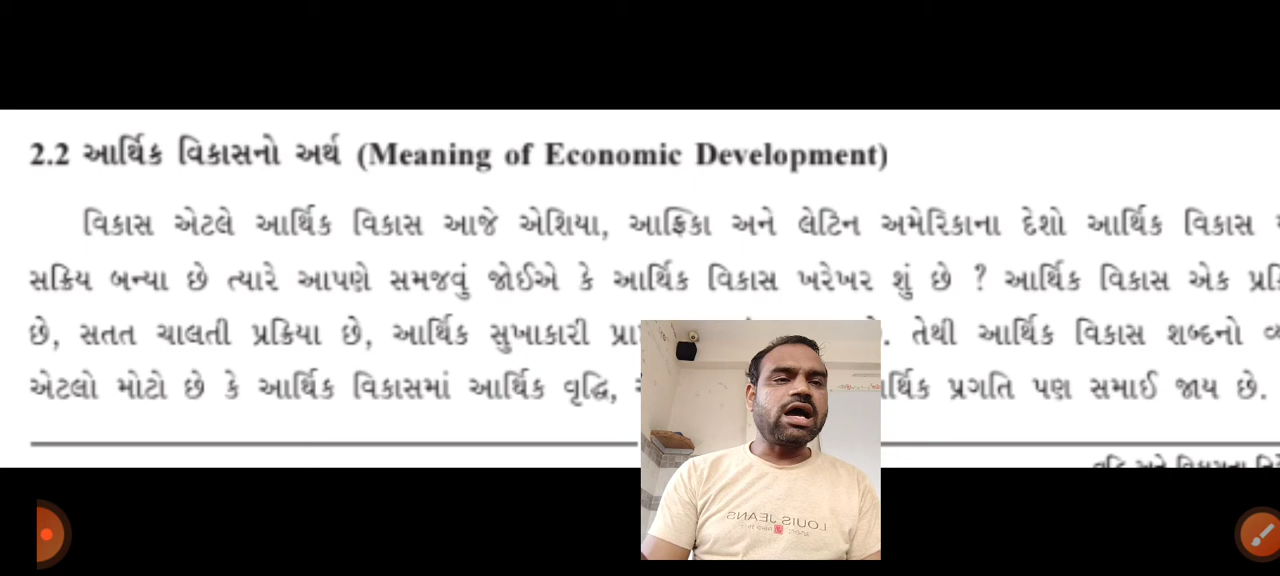 2.2 આર્થિક વિકાસનો અર્થ (Meaning of Economic Development)
વિકાસ એટલે આર્થિક વિકાસ આજે એશિયા, આફ્રિકા અને લેટિન અમેરિકાના દેશો આર્થિક વિકાસ
સક્રિય બન્યા છે ત્યારે આપણે સમજવું જોઈએ કે આર્થિક વિકાસ ખરેખર શું છે ? આર્થિક વિકાસ એક
છે, સતત ચાલતી પ્રક્રિયા છે, આર્થિક સુખાકારી તેથી આર્થિક વિકાસ શબ્દનો
એટલો મોટો છે કે આર્થિક વિકાસમાં આર્થિક વૃદ્ધિ, પ્રગતિ પણ સમાઈ જાય છે.
LOUIS JEANS